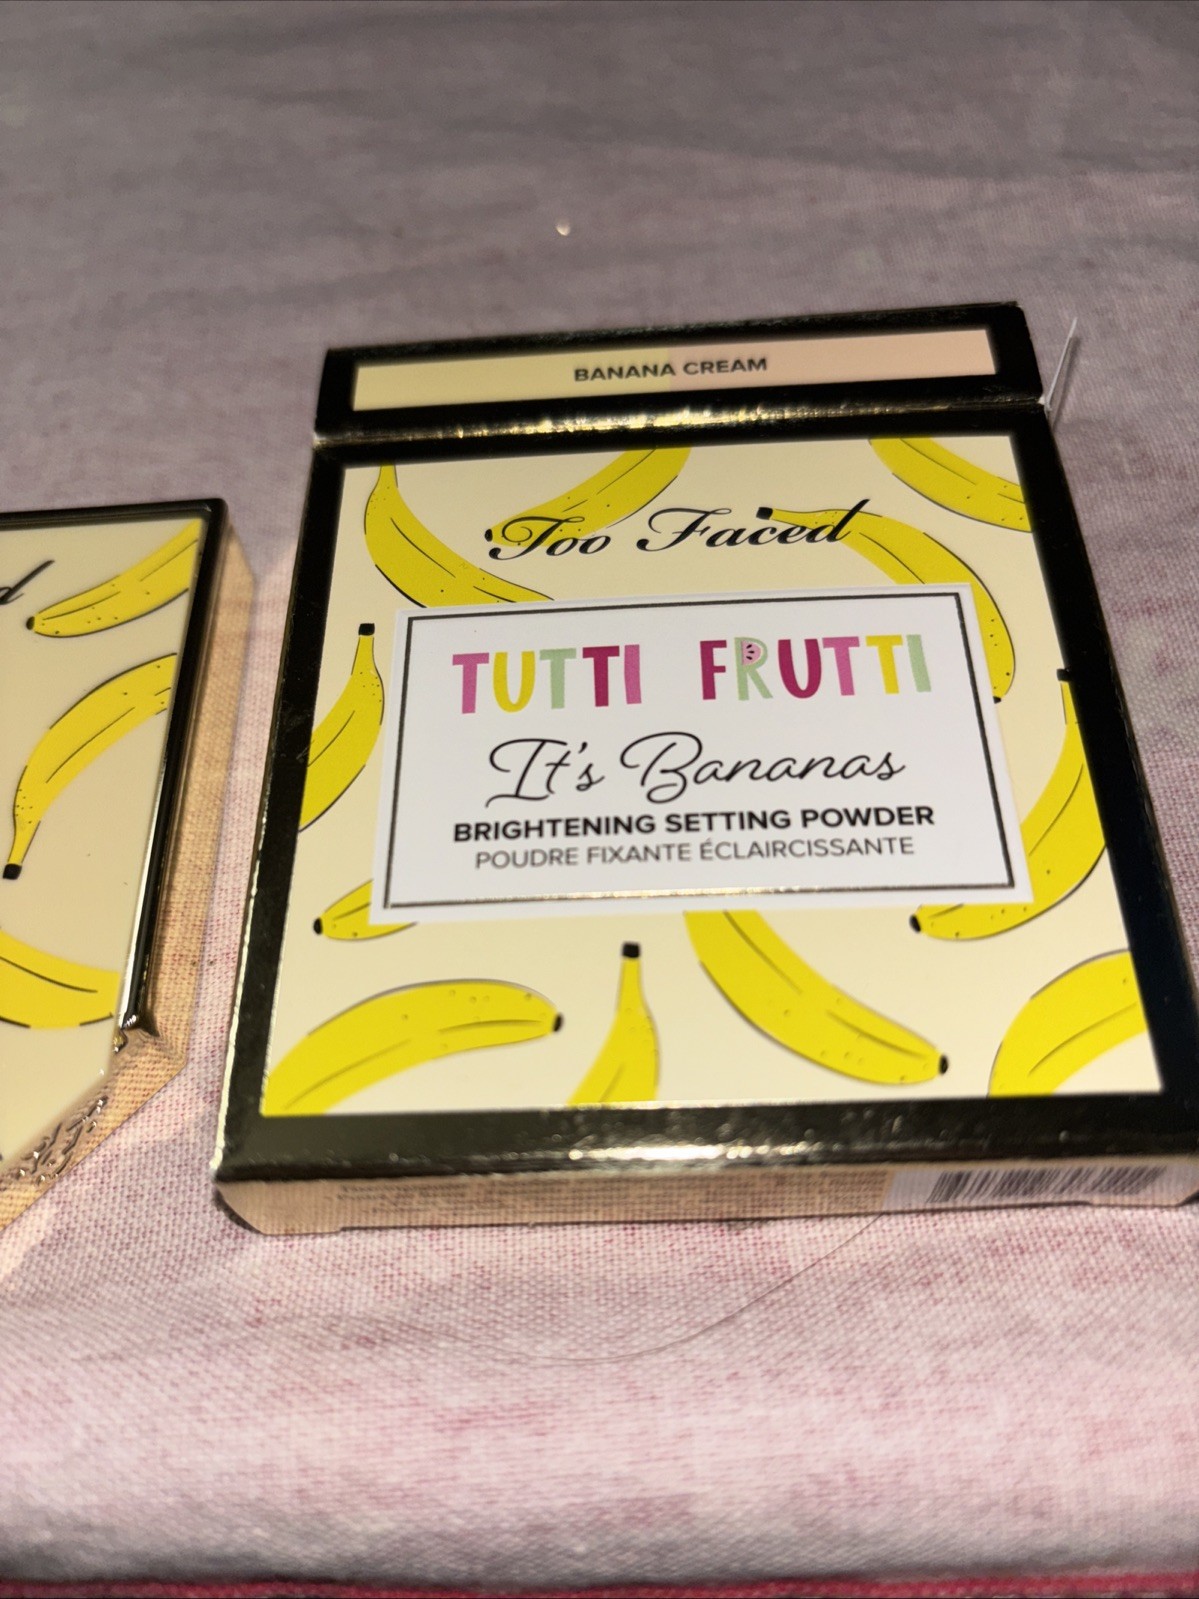 BANANA CREAM
Too Faced
TUTTI FRUTTI
It's Bananas
BRIGHTENING SETTING POWDER
POUDRE FIXANTE ÉCLAIRCISSANTE